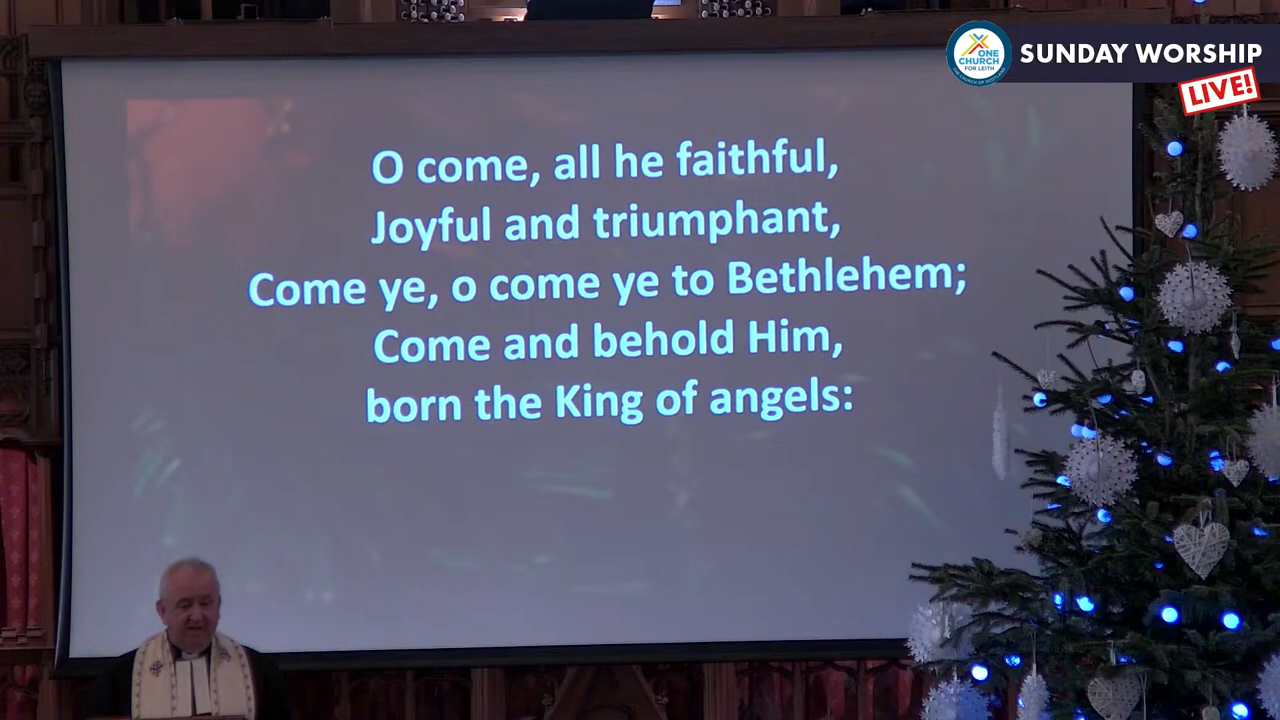 ONE
CHURCH
FOR LEITH
SUNDAY WORSHIP
LIVE!
O come, all he faithful,
Joyful and triumphant,
Come ye, o come ye to Bethlehem;
Come and behold Him,
born the King of angels: